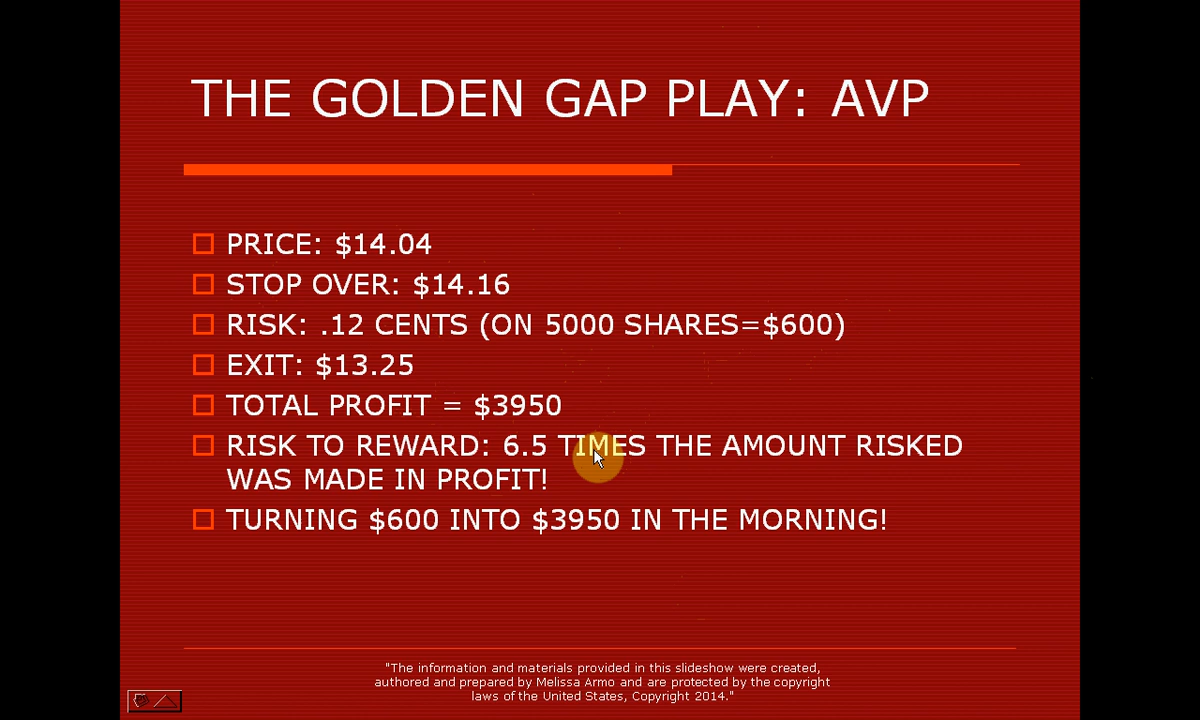 THE GOLDEN GAP PLAY: AVP
PRICE: $14.04
STOP OVER: $14.16
RISK: .12 CENTS (ON 5000 SHARES=$600)
EXIT: $13.25
TOTAL PROFIT = $3950
RISK TO REWARD: 6.5 TIMES THE AMOUNT RISKED
WAS MADE IN PROFIT!
TURNING $600 INTO $3950 IN THE MORNING!
"The information and materials provided in this slideshow were created,
authored and prepared by Melissa Armo and are protected by the copyright
laws of the United States, Copyright 2014."